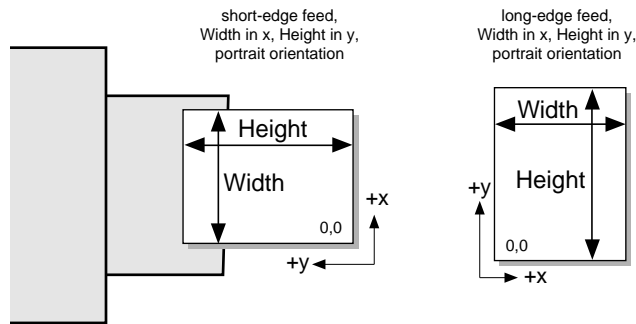 short-edge feed,
Width in x, Height in y,
portrait orientation
Height
Width
0,0
+x
+y
long-edge feed,
Width in x, Height in y,
portrait orientation
Width
Height
+y
0,0
+x